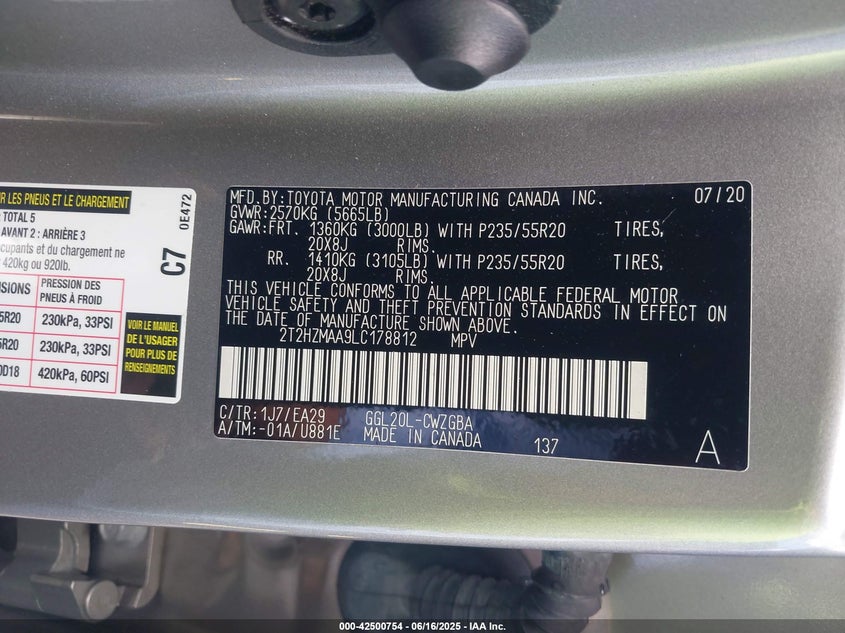 UR LES PNEUS ET LE CHARGEMENT
TOTAL 5
AVANT 2 : ARRIÈRE 3
cupants et du chargement ne
420kg ou 920lb.
0E472
C7
NSIONS
PRESSION DES
PNEUS À FROID
5R20
230kPa, 33PSI
5R20
230kPa, 33PSI
0D18
420kPa, 60PSI
VOIR LE MANUEL
DE L'USAGER
POUR PLUS DE
RENSEIGNEMENTS
MFD.BY:TOYOTA MOTOR MANUFACTURING CANADA INC. 07/20
GVWR:2570KG (5665LB)
GAWR:FRT. 1360KG (3000LB) WITH P235/55R20 TIRES,
20X8J RIMS.
RR. 1410KG (3105LB) WITH P235/55R20 TIRES,
20X8J RIMS.
THIS VEHICLE CONFORMS TO ALL APPLICABLE FEDERAL MOTOR
VEHICLE SAFETY AND THEFT PREVENTION STANDARDS IN EFFECT ON
THE DATE OF MANUFACTURE SHOWN ABOVE.
2T2HZMAA9LC178812 MPV
C/TR:1J7/EA29 GGL20L-CWZGBA
A/TM:-01A/U881E MADE IN CANADA 137 A
000-42500754 - 06/16/2025 - IAA Inc.